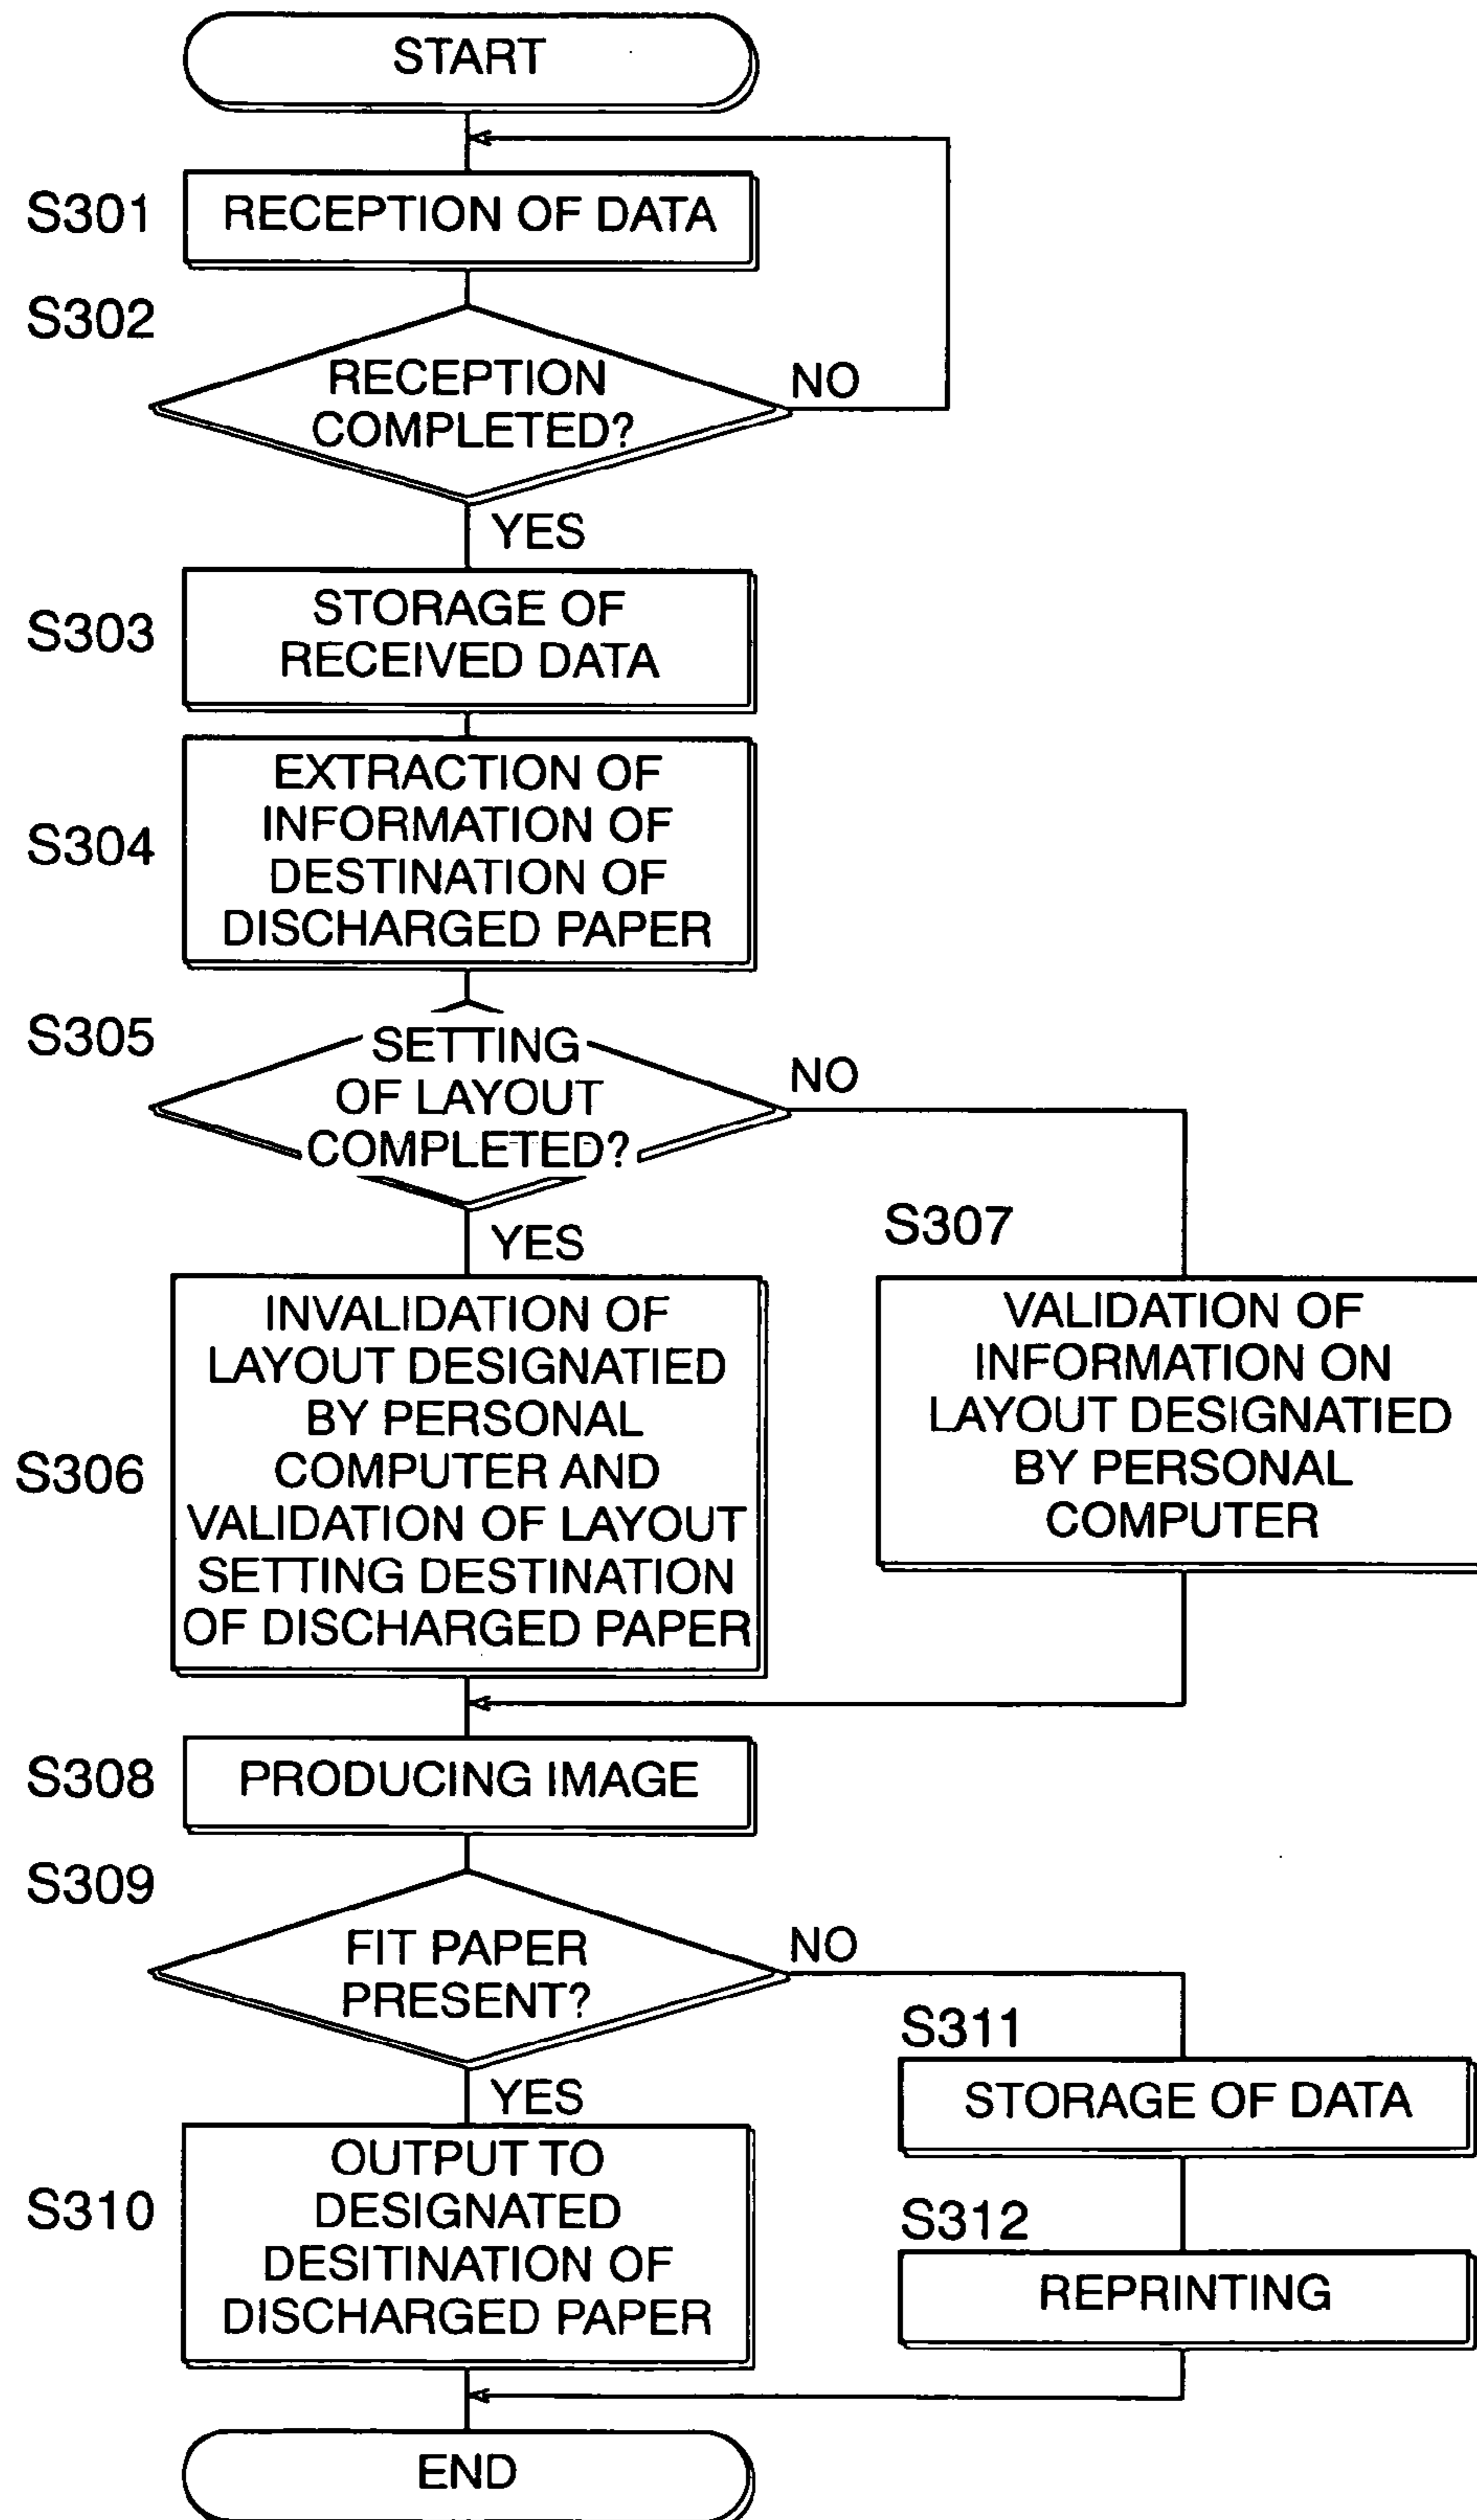 START
S301
RECEPTION OF DATA
S302
RECEPTION
COMPLETED?
NO
YES
S303
STORAGE OF
RECEIVED DATA
S304
EXTRACTION OF
INFORMATION OF
DESTINATION OF
DISCHARGED PAPER
S305
SETTING
OF LAYOUT
COMPLETED?
NO
YES
S306
INVALIDATION OF
LAYOUT DESIGNATIED
BY PERSONAL
COMPUTER AND
VALIDATION OF LAYOUT
SETTING DESTINATION
OF DISCHARGED PAPER
S307
VALIDATION OF
INFORMATION ON
LAYOUT DESIGNATIED
BY PERSONAL
COMPUTER
S308
PRODUCING IMAGE
S309
FIT PAPER
PRESENT?
NO
YES
S310
OUTPUT TO
DESIGNATED
DESITINATION OF
DISCHARGED PAPER
S311
STORAGE OF DATA
S312
REPRINTING
END